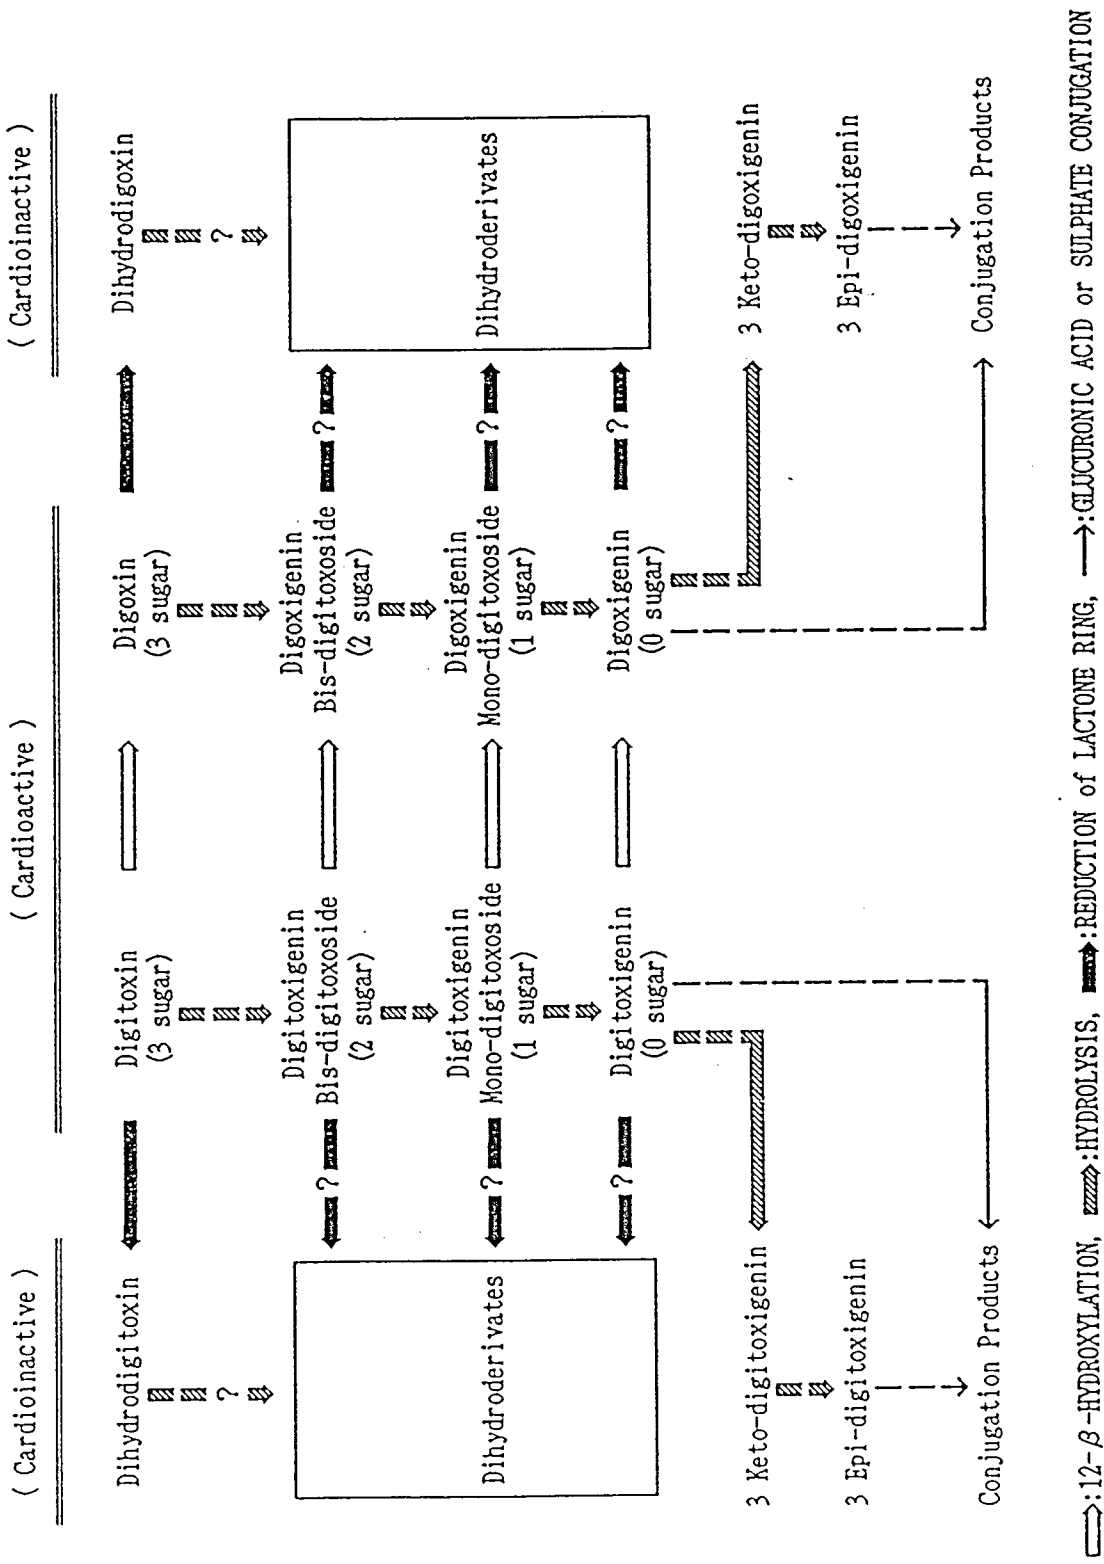 ( Cardioinactive )
( Cardioactive )
( Cardioinactive )
Dihydrodigitoxin
Digitoxin
(3 sugar)
Digoxin
(3 sugar)
Dihydrodigoxin
?
?
Digitoxigenin
Bis-digitoxoside
(2 sugar)
Digoxigenin
Bis-digitoxoside
(2 sugar)
?
?
Dihydroderivates
Digitoxigenin
Mono-digitoxoside
(1 sugar)
Digoxigenin
Mono-digitoxoside
(1 sugar)
Dihydroderivates
?
?
Digitoxigenin
(0 sugar)
Digoxigenin
(0 sugar)
?
?
3 Keto-digitoxigenin
3 Keto-digoxigenin
3 Epi-digitoxigenin
3 Epi-digoxigenin
Conjugation Products
Conjugation Products
:12-β-HYDROXYLATION, :HYDROLYSIS, :REDUCTION of LACTONE RING, :GLUCURONIC ACID or SULPHATE CONJUGATION